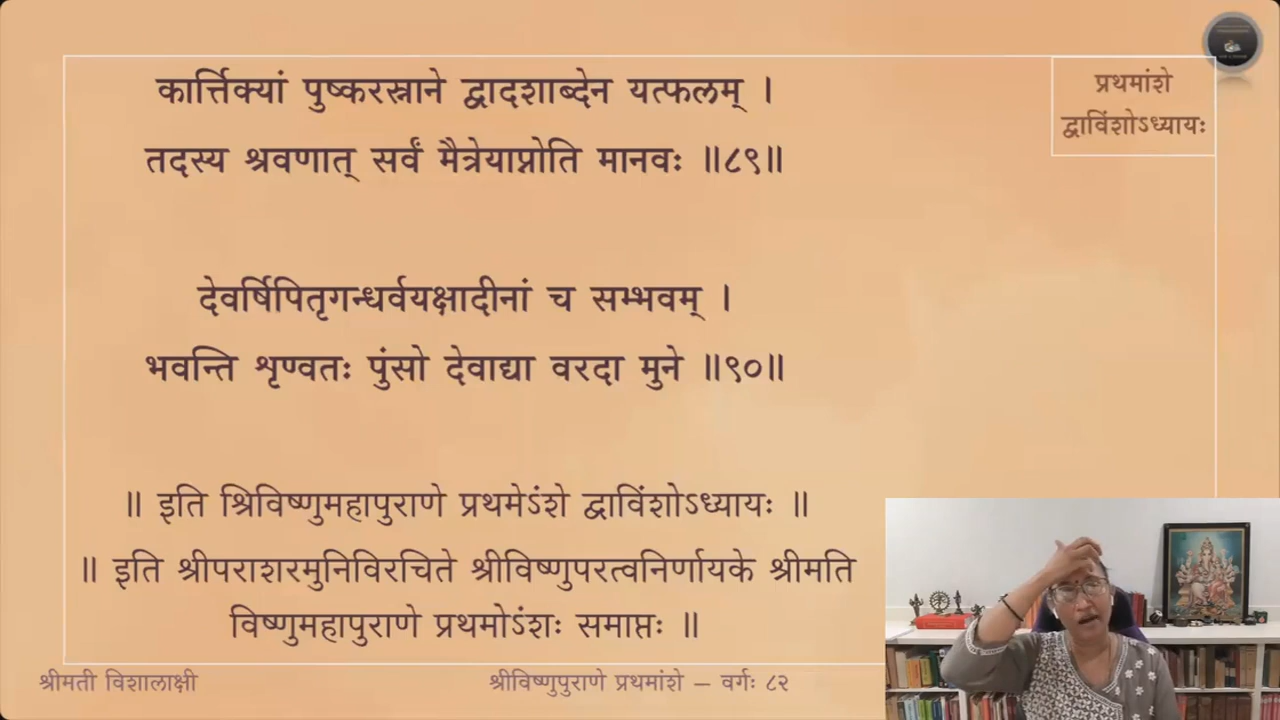 कार्त्तिक्यां पुष्करस्नाने द्वादशाब्देन यत्फलम् ।
तदस्य श्रवणात् सर्वं मैत्रेयाप्नोति मानवः ॥८९॥
प्रथमांशे
द्वाविंशोऽध्यायः
देवर्षिपितृगन्धर्वयक्षादीनां च सम्भवम् ।
भवन्ति शृण्वतः पुंसो देवाद्या वरदा मुने ॥९०॥
॥ इति श्रिविष्णुमहापुराणे प्रथमेऽंशे द्वाविंशोऽध्यायः ॥
॥ इति श्रीपराशरमुनिविरचिते श्रीविष्णुपरत्वनिर्णायके श्रीमति
विष्णुमहापुराणे प्रथमोऽंशः समाप्तः ॥
श्रीमती विशालाक्षी
श्रीविष्णुपुराणे प्रथमांशे – वर्गः ८२